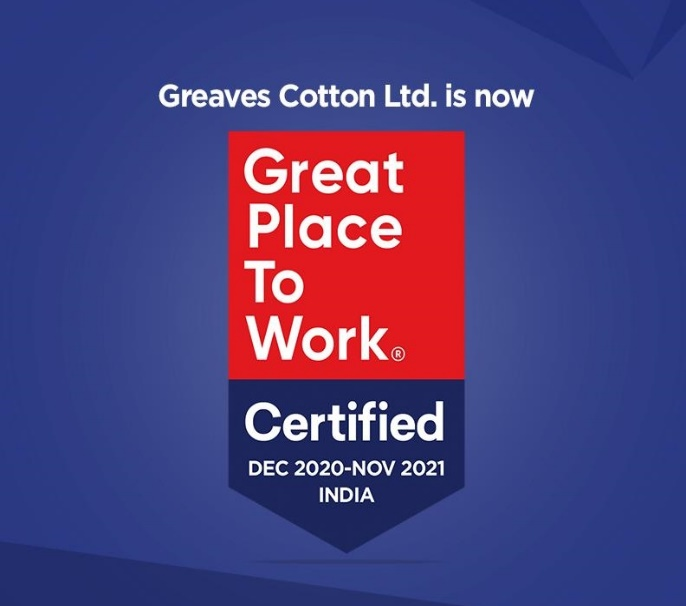 Greaves Cotton Ltd. is now
Great
Place
To
Work®
Certified
DEC 2020-NOV 2021
INDIA